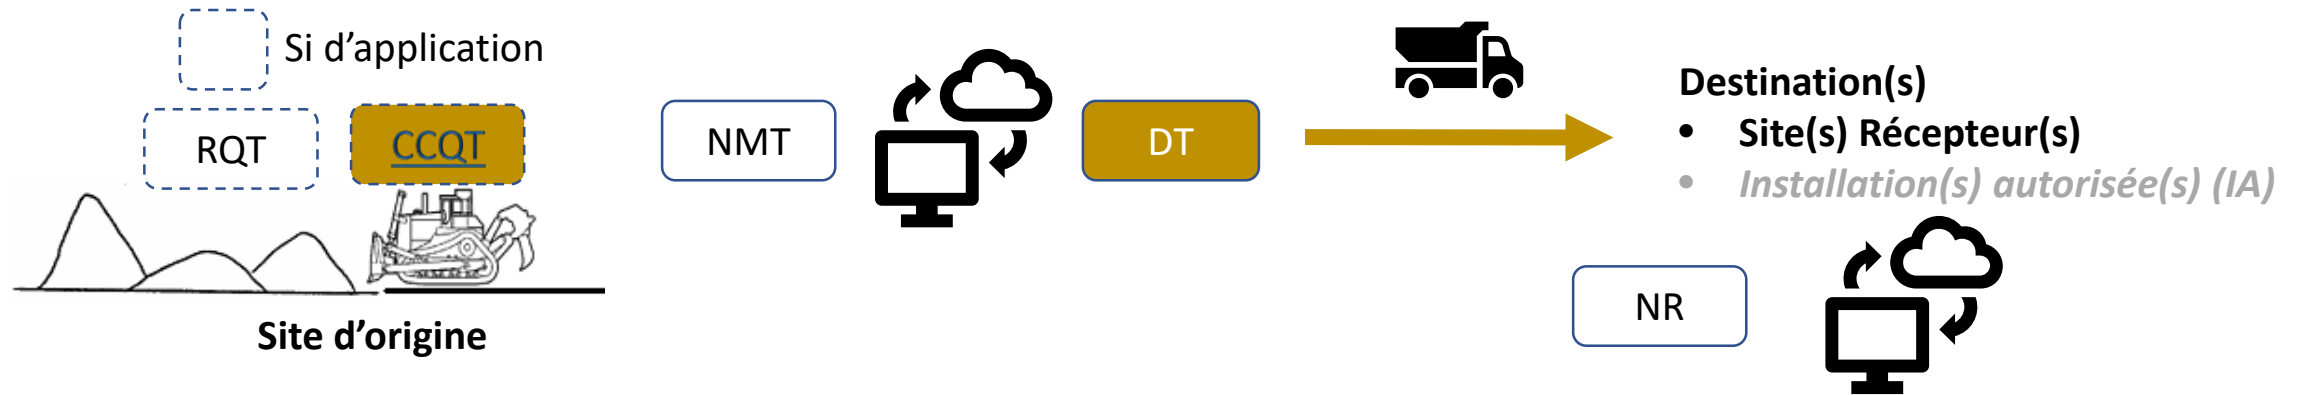 Si d’application
RQT
CCQT
Site d’origine
NMT
DT
Destination(s)
• Site(s) Récepteur(s)
• Installation(s) autorisée(s) (IA)
NR